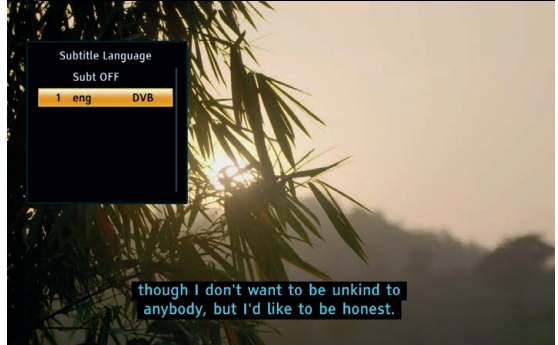 Subtitle Language
Subt OFF
1 eng DVB
though I don't want to be unkind to
anybody, but I'd like to be honest.